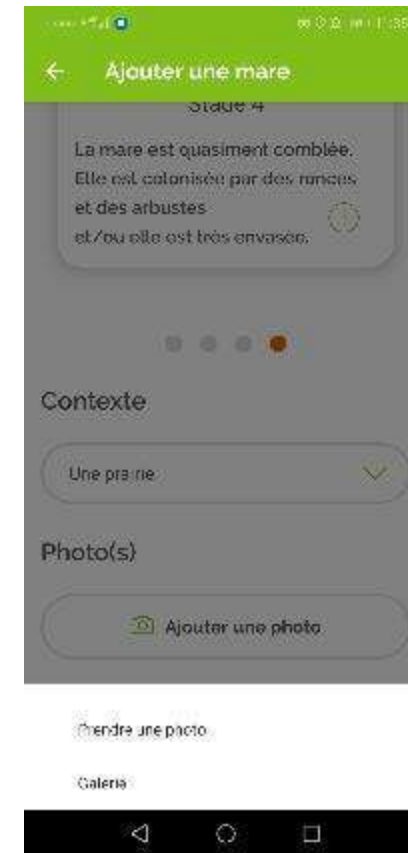 Ajouter une mare
Stade 4
La mare est quasiment comblée.
Elle est colonisée par des ronces
et des arbustes
et/ou elle est très envasée.
Contexte
Une prairie
Photo(s)
Ajouter une photo
Prendre une photo
Galerie